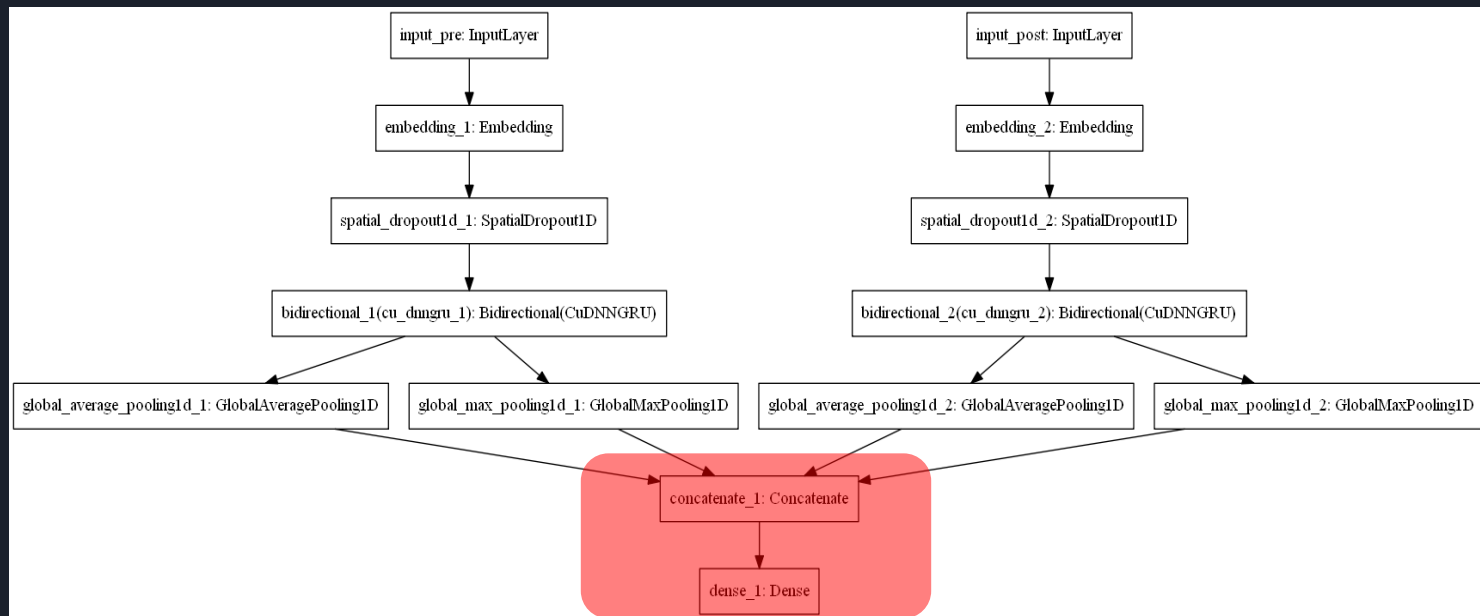 input_pre: InputLayer
input_post: InputLayer
embedding_1: Embedding
embedding_2: Embedding
spatial_dropout1d_1: SpatialDropout1D
spatial_dropout1d_2: SpatialDropout1D
bidirectional_1(cu_dnngru_1): Bidirectional(CuDNNGRU)
bidirectional_2(cu_dnngru_2): Bidirectional(CuDNNGRU)
global_average_pooling1d_1: GlobalAveragePooling1D
global_max_pooling1d_1: GlobalMaxPooling1D
global_average_pooling1d_2: GlobalAveragePooling1D
global_max_pooling1d_2: GlobalMaxPooling1D
concatenate_1: Concatenate
dense_1: Dense